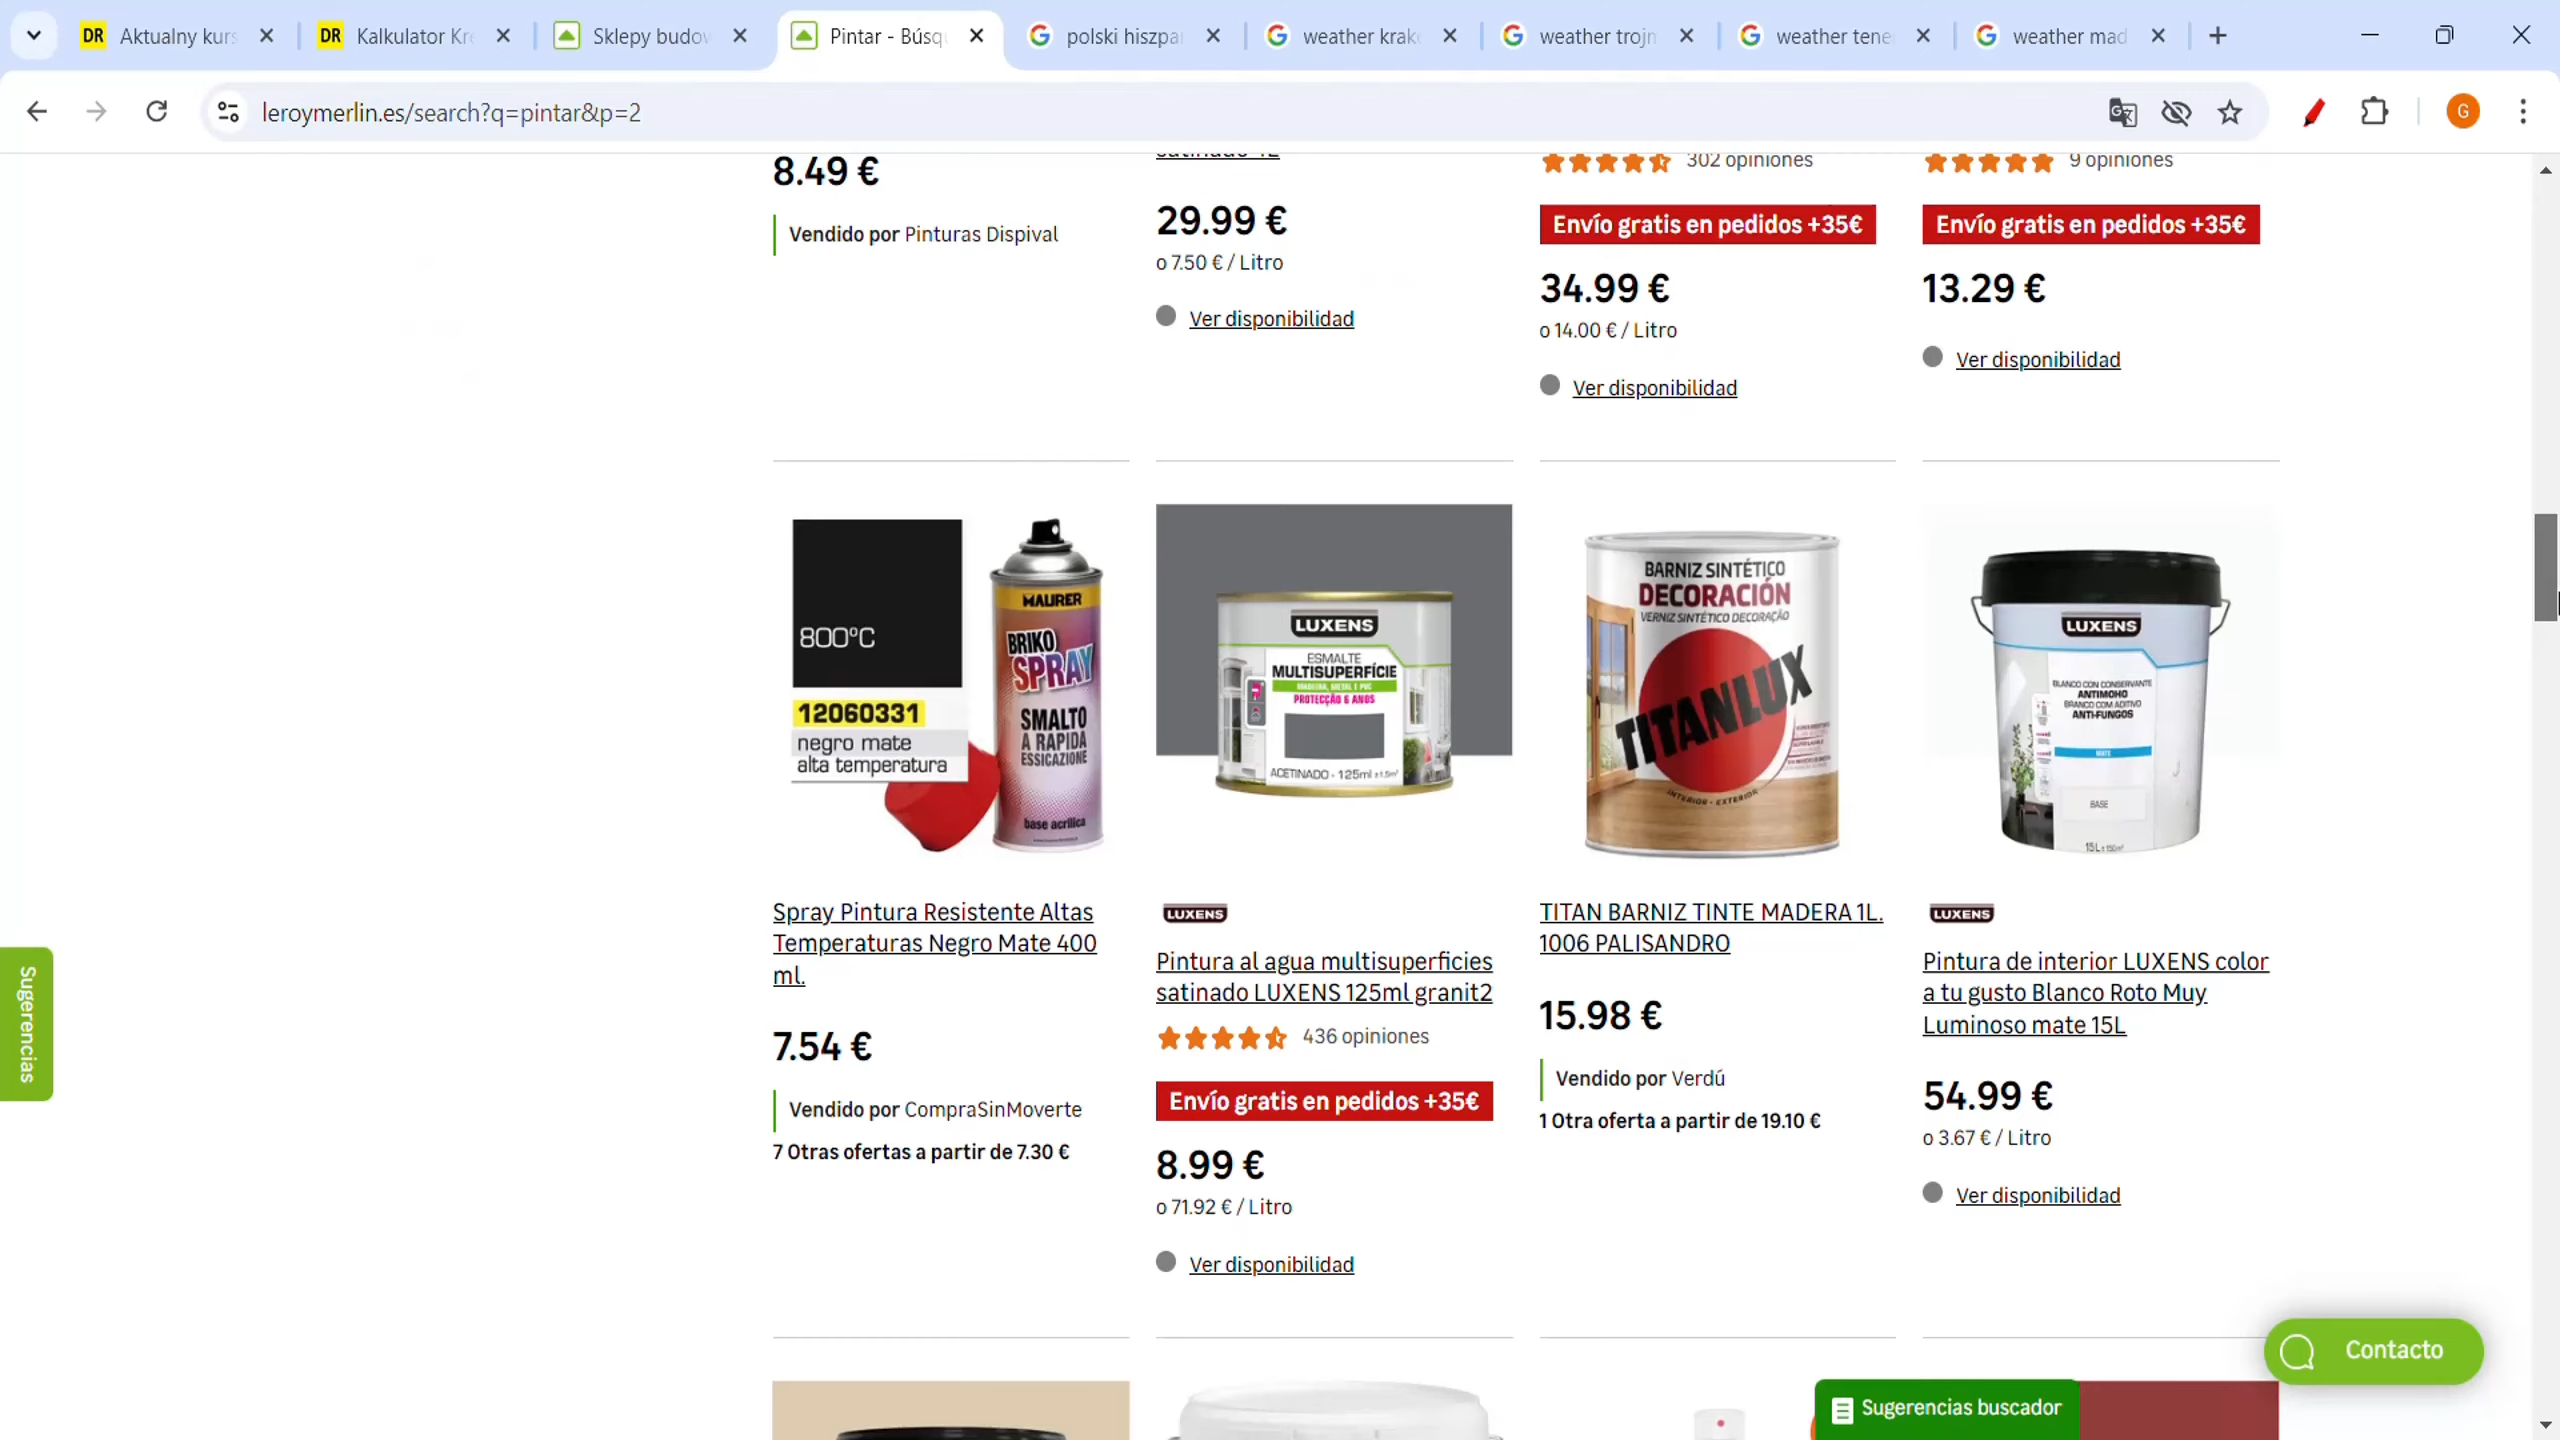 DR Aktualny kurs
DR Kalkulator Kre
Sklepy budow
Pintar - Búsqu
polski hiszpa
weather krak
weather trojm
weather tene
weather mad
leroymerlin.es/search?q=pintar&p=2
G
302 opiniones
9 opiniones
8.49 €
Vendido por Pinturas Dispival
29.99 €
o 7.50 € / Litro
Ver disponibilidad
Envío gratis en pedidos +35€
34.99 €
o 14.00 € / Litro
Ver disponibilidad
Envío gratis en pedidos +35€
13.29 €
Ver disponibilidad
800°C
12060331
negro mate
alta temperatura
MAURER
BRIKO
SPRAY
SMALTO
A RAPIDA
ESSICAZIONE
base acrilica
LUXENS
ESMALTE
MULTISUPERFÍCIE
MADEIRA, METAL E PVC
PROTECÇÃO 6 ANOS
ACETINADO - 125ml ±1,5m²
BARNIZ SINTÉTICO
DECORACIÓN
VERNIZ SINTÉTICO DECORAÇÃO
TITANLUX
INTERIOR - EXTERIOR
LUXENS
BLANCO CON CONSERVANTE
ANTIMOHO
BRANCO COM ADITIVO
ANTI-FUNGOS
MATE
BASE
15L ± 150m²
Spray Pintura Resistente Altas
Temperaturas Negro Mate 400
ml.
7.54 €
Vendido por CompraSinMoverte
7 Otras ofertas a partir de 7.30 €
LUXENS
Pintura al agua multisuperficies
satinado LUXENS 125ml granit2
436 opiniones
Envío gratis en pedidos +35€
8.99 €
o 71.92 € / Litro
Ver disponibilidad
TITAN BARNIZ TINTE MADERA 1L.
1006 PALISANDRO
15.98 €
Vendido por Verdú
1 Otra oferta a partir de 19.10 €
LUXENS
Pintura de interior LUXENS color
a tu gusto Blanco Roto Muy
Luminoso mate 15L
54.99 €
o 3.67 € / Litro
Ver disponibilidad
Sugerencias
Contacto
Sugerencias buscador